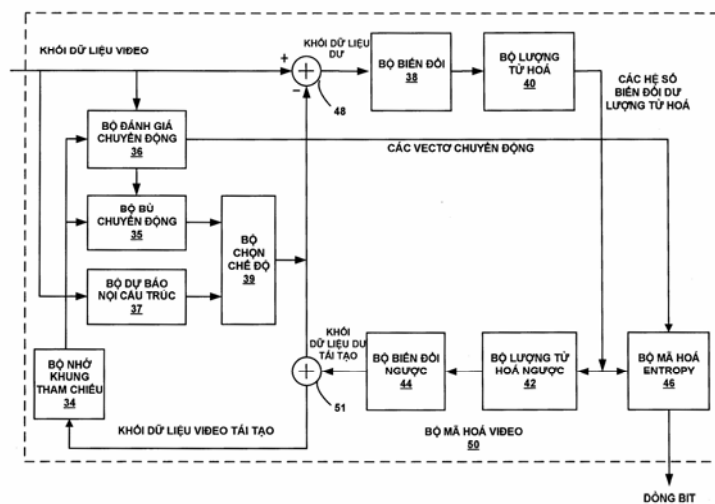 KHỐI DỮ LIỆU VIDEO
KHỐI DỮ LIỆU
DƯ
+
–
48
BỘ BIẾN ĐỔI
38
BỘ LƯỢNG
TỬ HOÁ
40
CÁC HỆ SỐ
BIẾN ĐỔI DƯ
LƯỢNG TỬ HOÁ
BỘ ĐÁNH GIÁ
CHUYỂN ĐỘNG
36
CÁC VECTƠ CHUYỂN ĐỘNG
BỘ BÙ
CHUYỂN ĐỘNG
35
BỘ
CHỌN
CHẾ ĐỘ
39
BỘ DỰ BÁO
NỘI CẤU TRÚC
37
BỘ NHỚ
KHUNG
THAM CHIẾU
34
KHỐI
DỮ LIỆU DƯ
TÁI TẠO
51
BỘ BIẾN ĐỔI
NGƯỢC
44
BỘ LƯỢNG TỬ
HOÁ NGƯỢC
42
BỘ MÃ HOÁ
ENTROPY
46
KHỐI DỮ LIỆU VIDEO TÁI TẠO
BỘ MÃ HOÁ VIDEO
50
DÒNG BIT